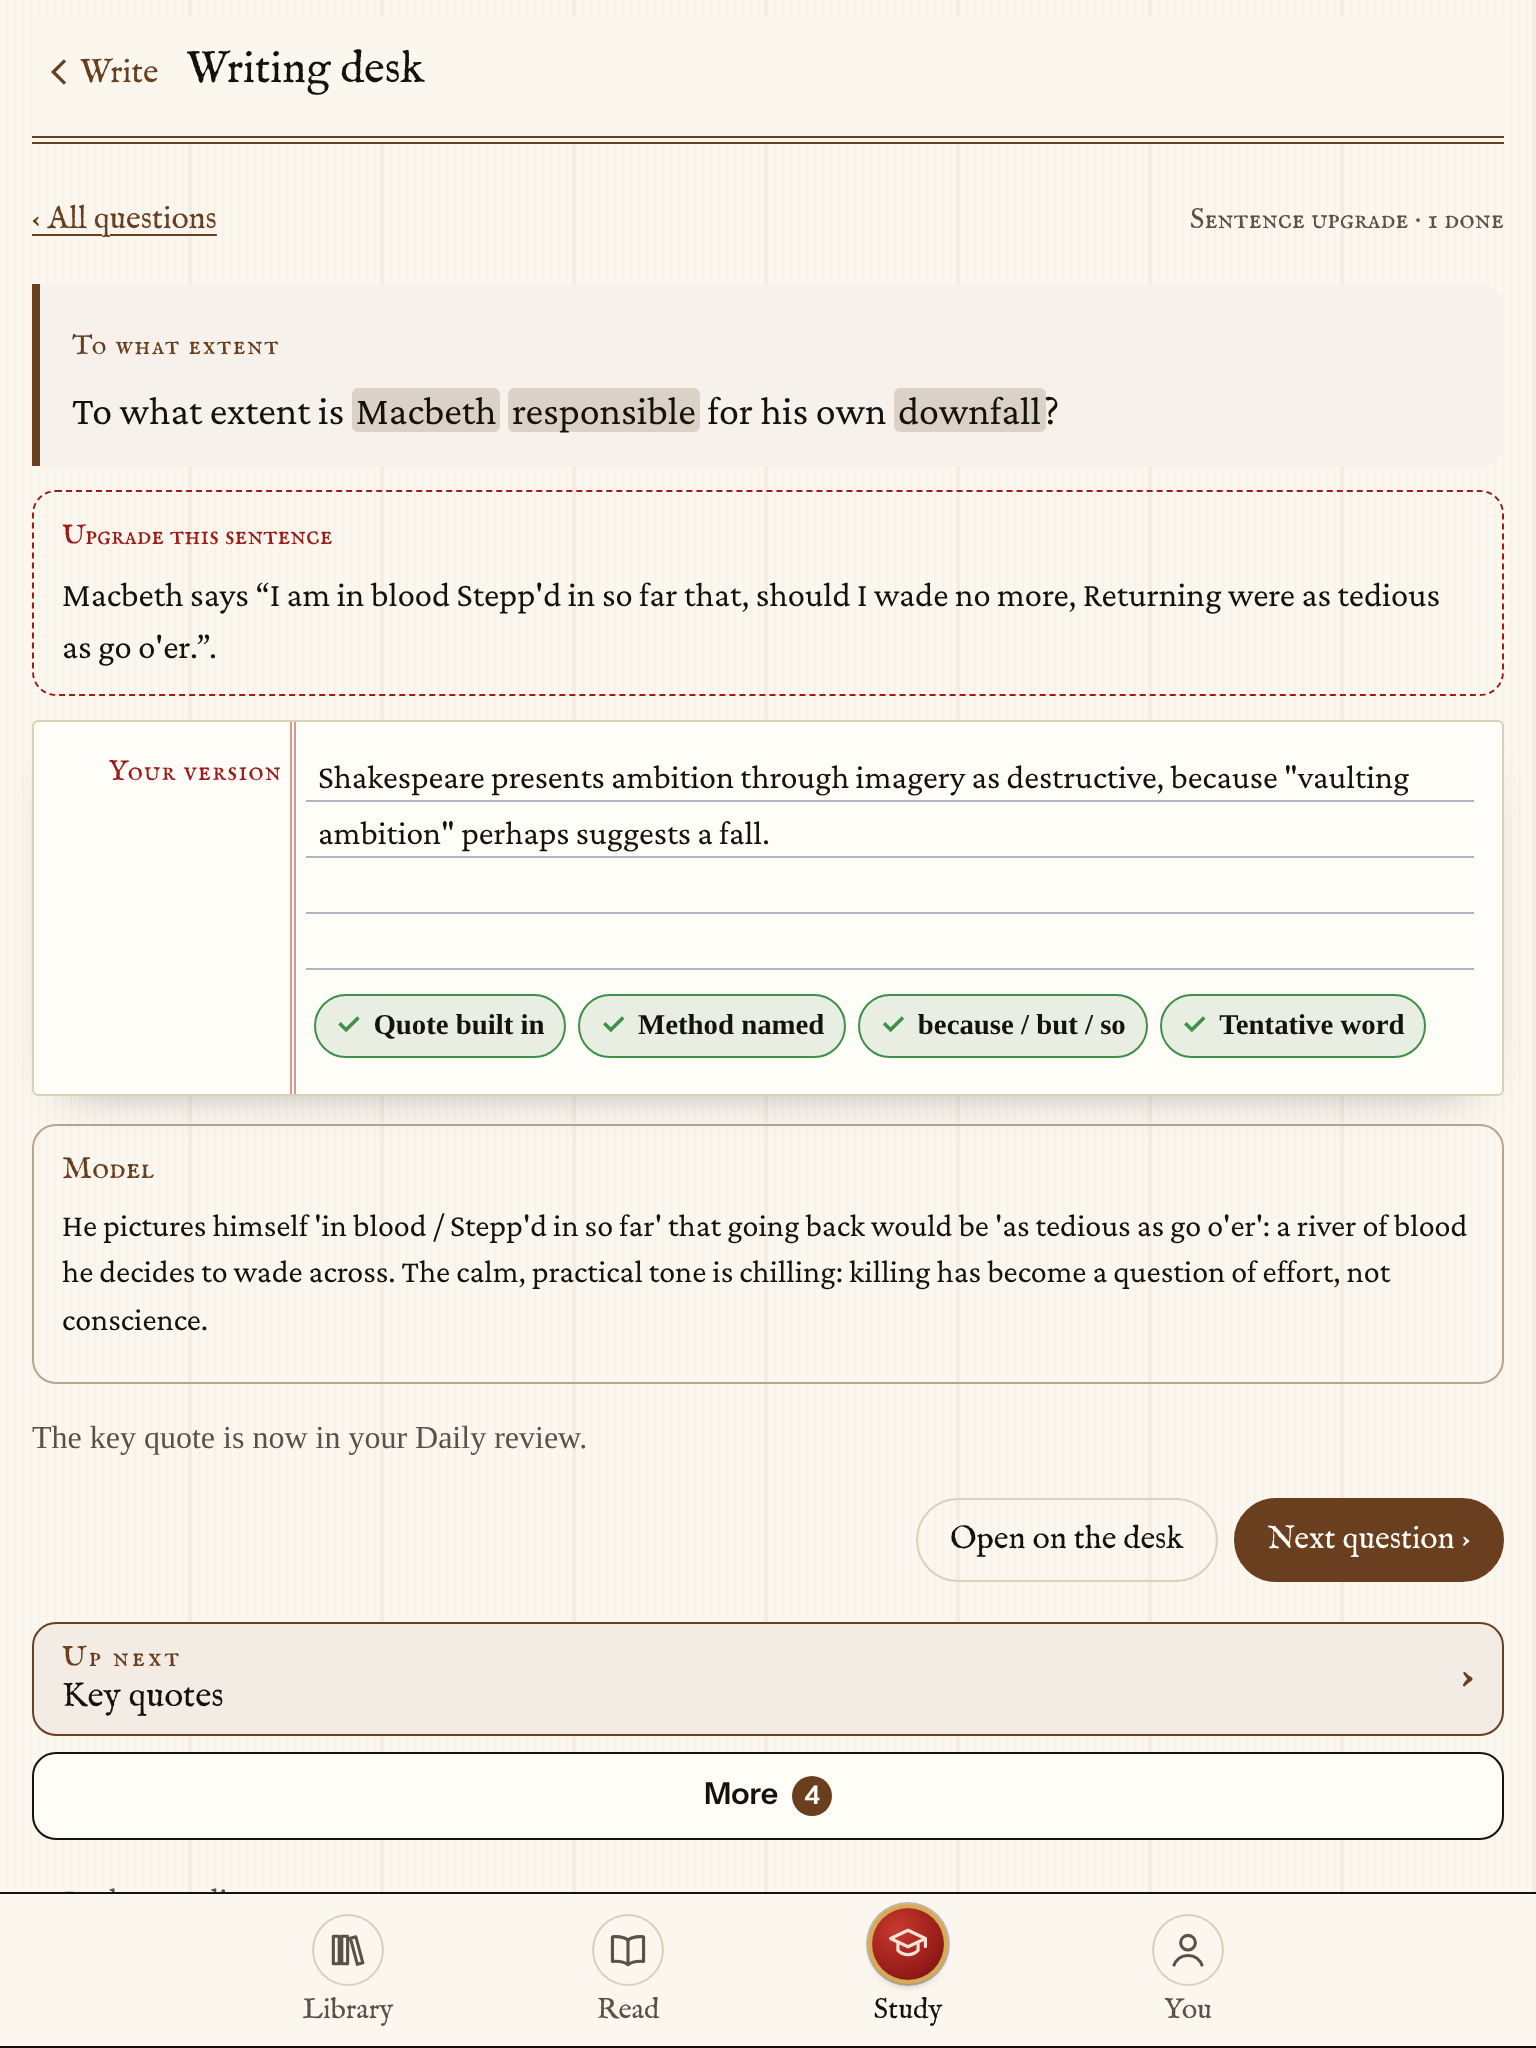 Write Writing desk
‹ All questions
Sentence upgrade · 1 done
To what extent
To what extent is Macbeth responsible for his own downfall?
Upgrade this sentence
Macbeth says “I am in blood Stepp'd in so far that, should I wade no more, Returning were as tedious
as go o'er.”.
Your version
Shakespeare presents ambition through imagery as destructive, because "vaulting
ambition" perhaps suggests a fall.
Quote built in
Method named
because / but / so
Tentative word
Model
He pictures himself 'in blood / Stepp'd in so far' that going back would be 'as tedious as go o'er': a river of blood
he decides to wade across. The calm, practical tone is chilling: killing has become a question of effort, not
conscience.
The key quote is now in your Daily review.
Open on the desk
Next question ›
Up next
Key quotes
More 4
Library
Read
Study
You